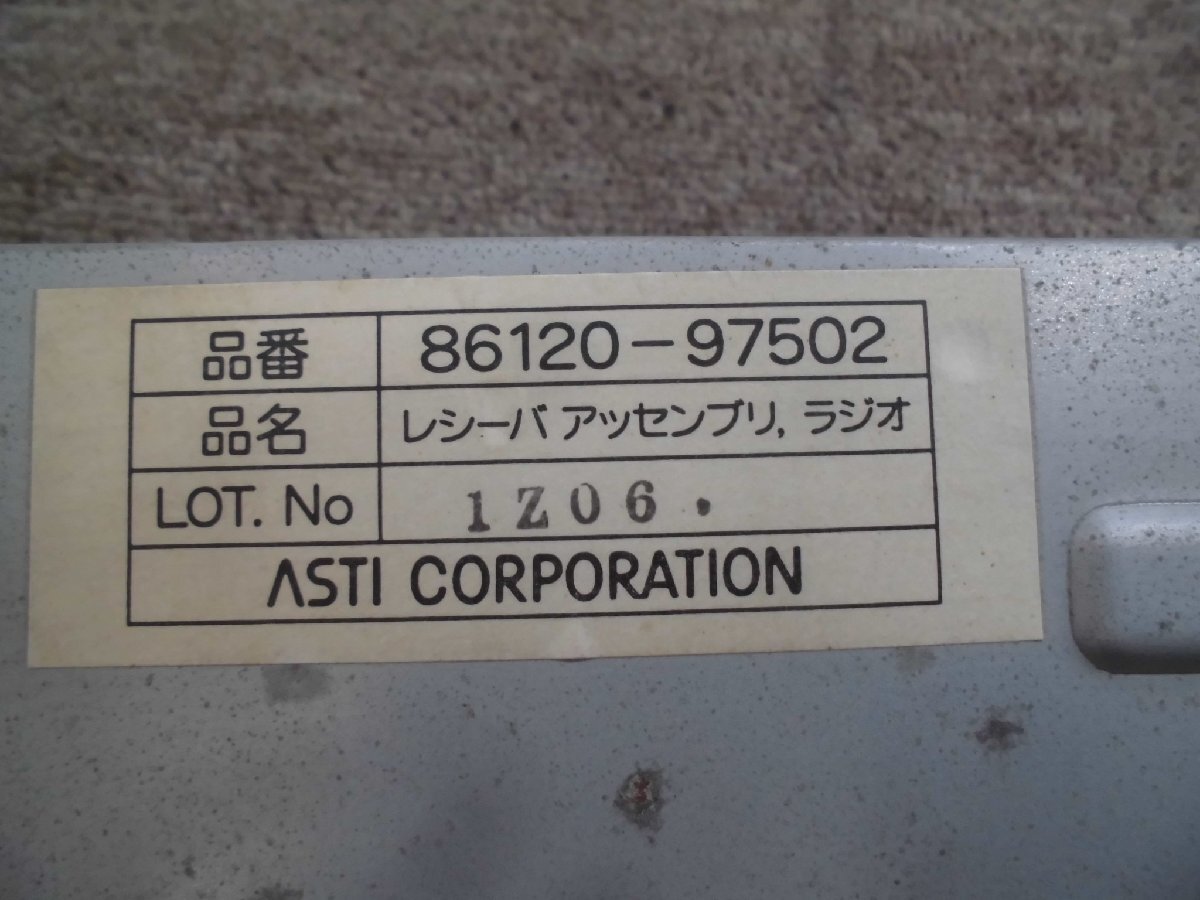 品番 86120-97502
品名 レシーバ アッセンブリ, ラジオ
LOT. No 1Z06.
ASTI CORPORATION